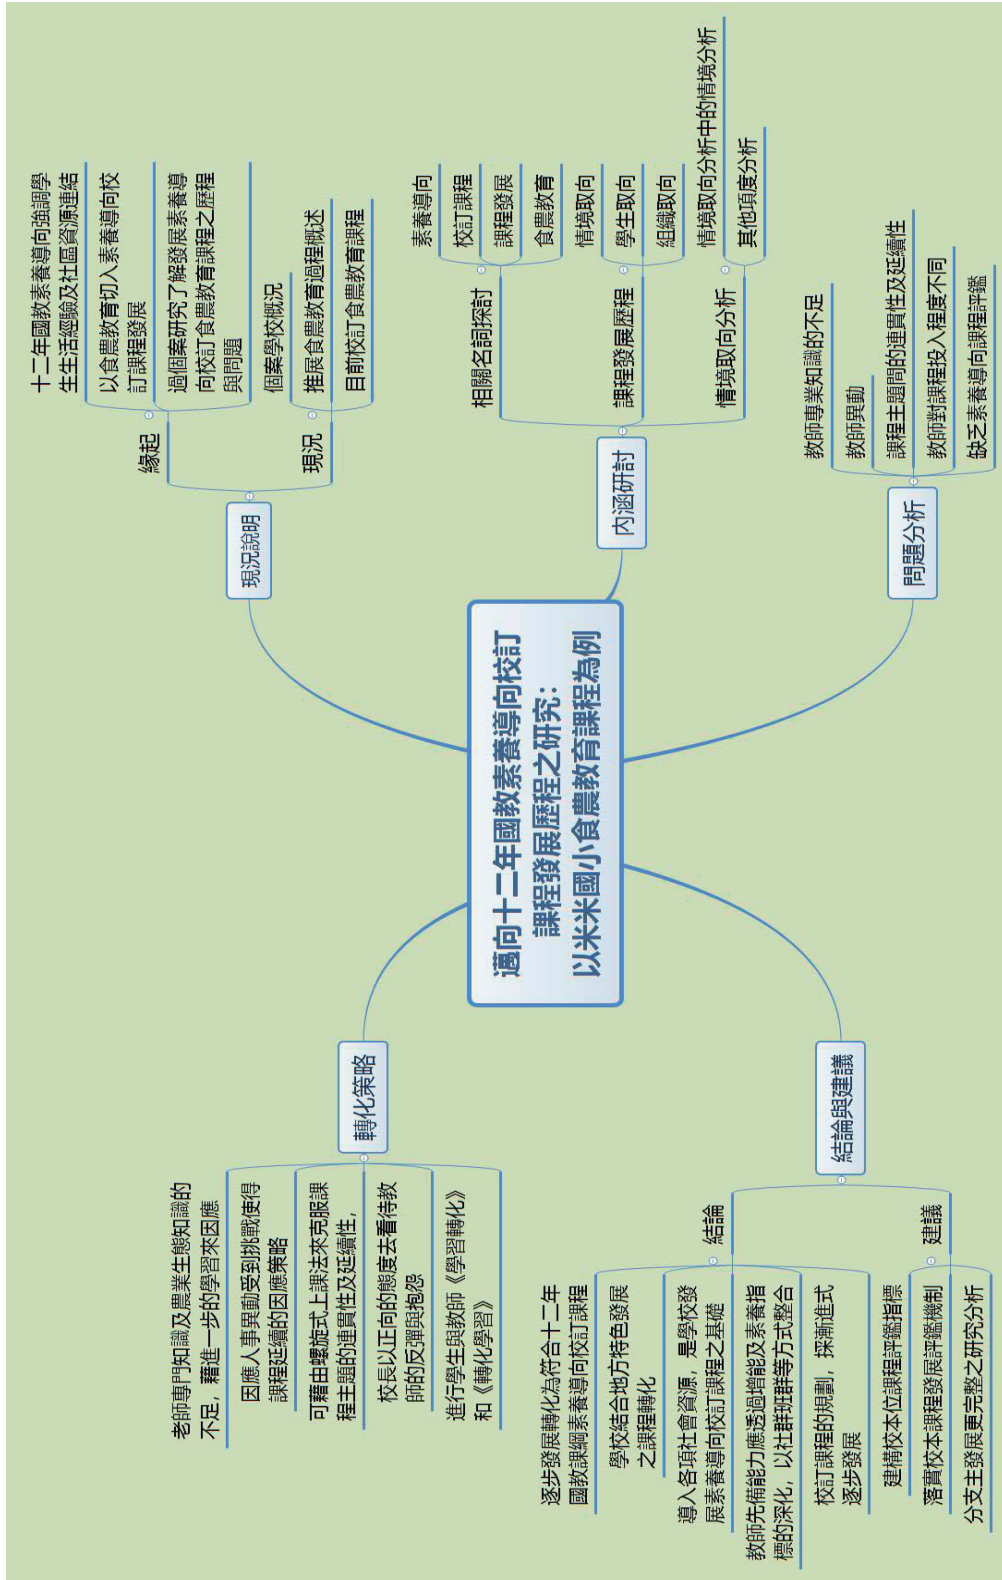 邁向十二年國教素養導向校訂
課程發展歷程之研究：
以米米國小食農教育課程為例
現況說明
緣起
十二年國教素養導向強調學
生生活經驗及社區資源連結
以食農教育切入素養導向校
訂課程發展
過個案研究了解發展素養導
向校訂食農教育課程之歷程
與問題
現況
個案學校概況
推展食農教育過程概述
目前校訂食農教育課程
內涵研討
相關名詞探討
素養導向
校訂課程
課程發展
食農教育
課程發展歷程
情境取向
學生取向
組織取向
情境取向分析
情境取向分析中的情境分析
其他項度分析
問題分析
教師專業知識的不足
教師異動
課程主題間的連貫性及延續性
教師對課程投入程度不同
缺乏素養導向課程評鑑
轉化策略
老師專門知識及農業生態知識的
不足，藉進一步的學習來因應
因應人事異動受到挑戰使得
課程延續的因應策略
可藉由螺旋式上課法來克服課
程主題的連貫性及延續性，
校長以正向的態度去看待教
師的反彈與抱怨
進行學生與教師《學習轉化》
和《轉化學習》
結論與建議
結論
逐步發展轉化為符合十二年
國教課綱素養導向校訂課程
學校結合地方特色發展
之課程轉化
導入各項社會資源，是學校發
展素養導向校訂課程之基礎
教師先備能力應透過增能及素養指
標的深化，以社群班群等方式整合
校訂課程的規劃，採漸進式
逐步發展
建議
建構校本位課程評鑑指標
落實校本課程發展評鑑機制
分支主發展更完整之研究分析